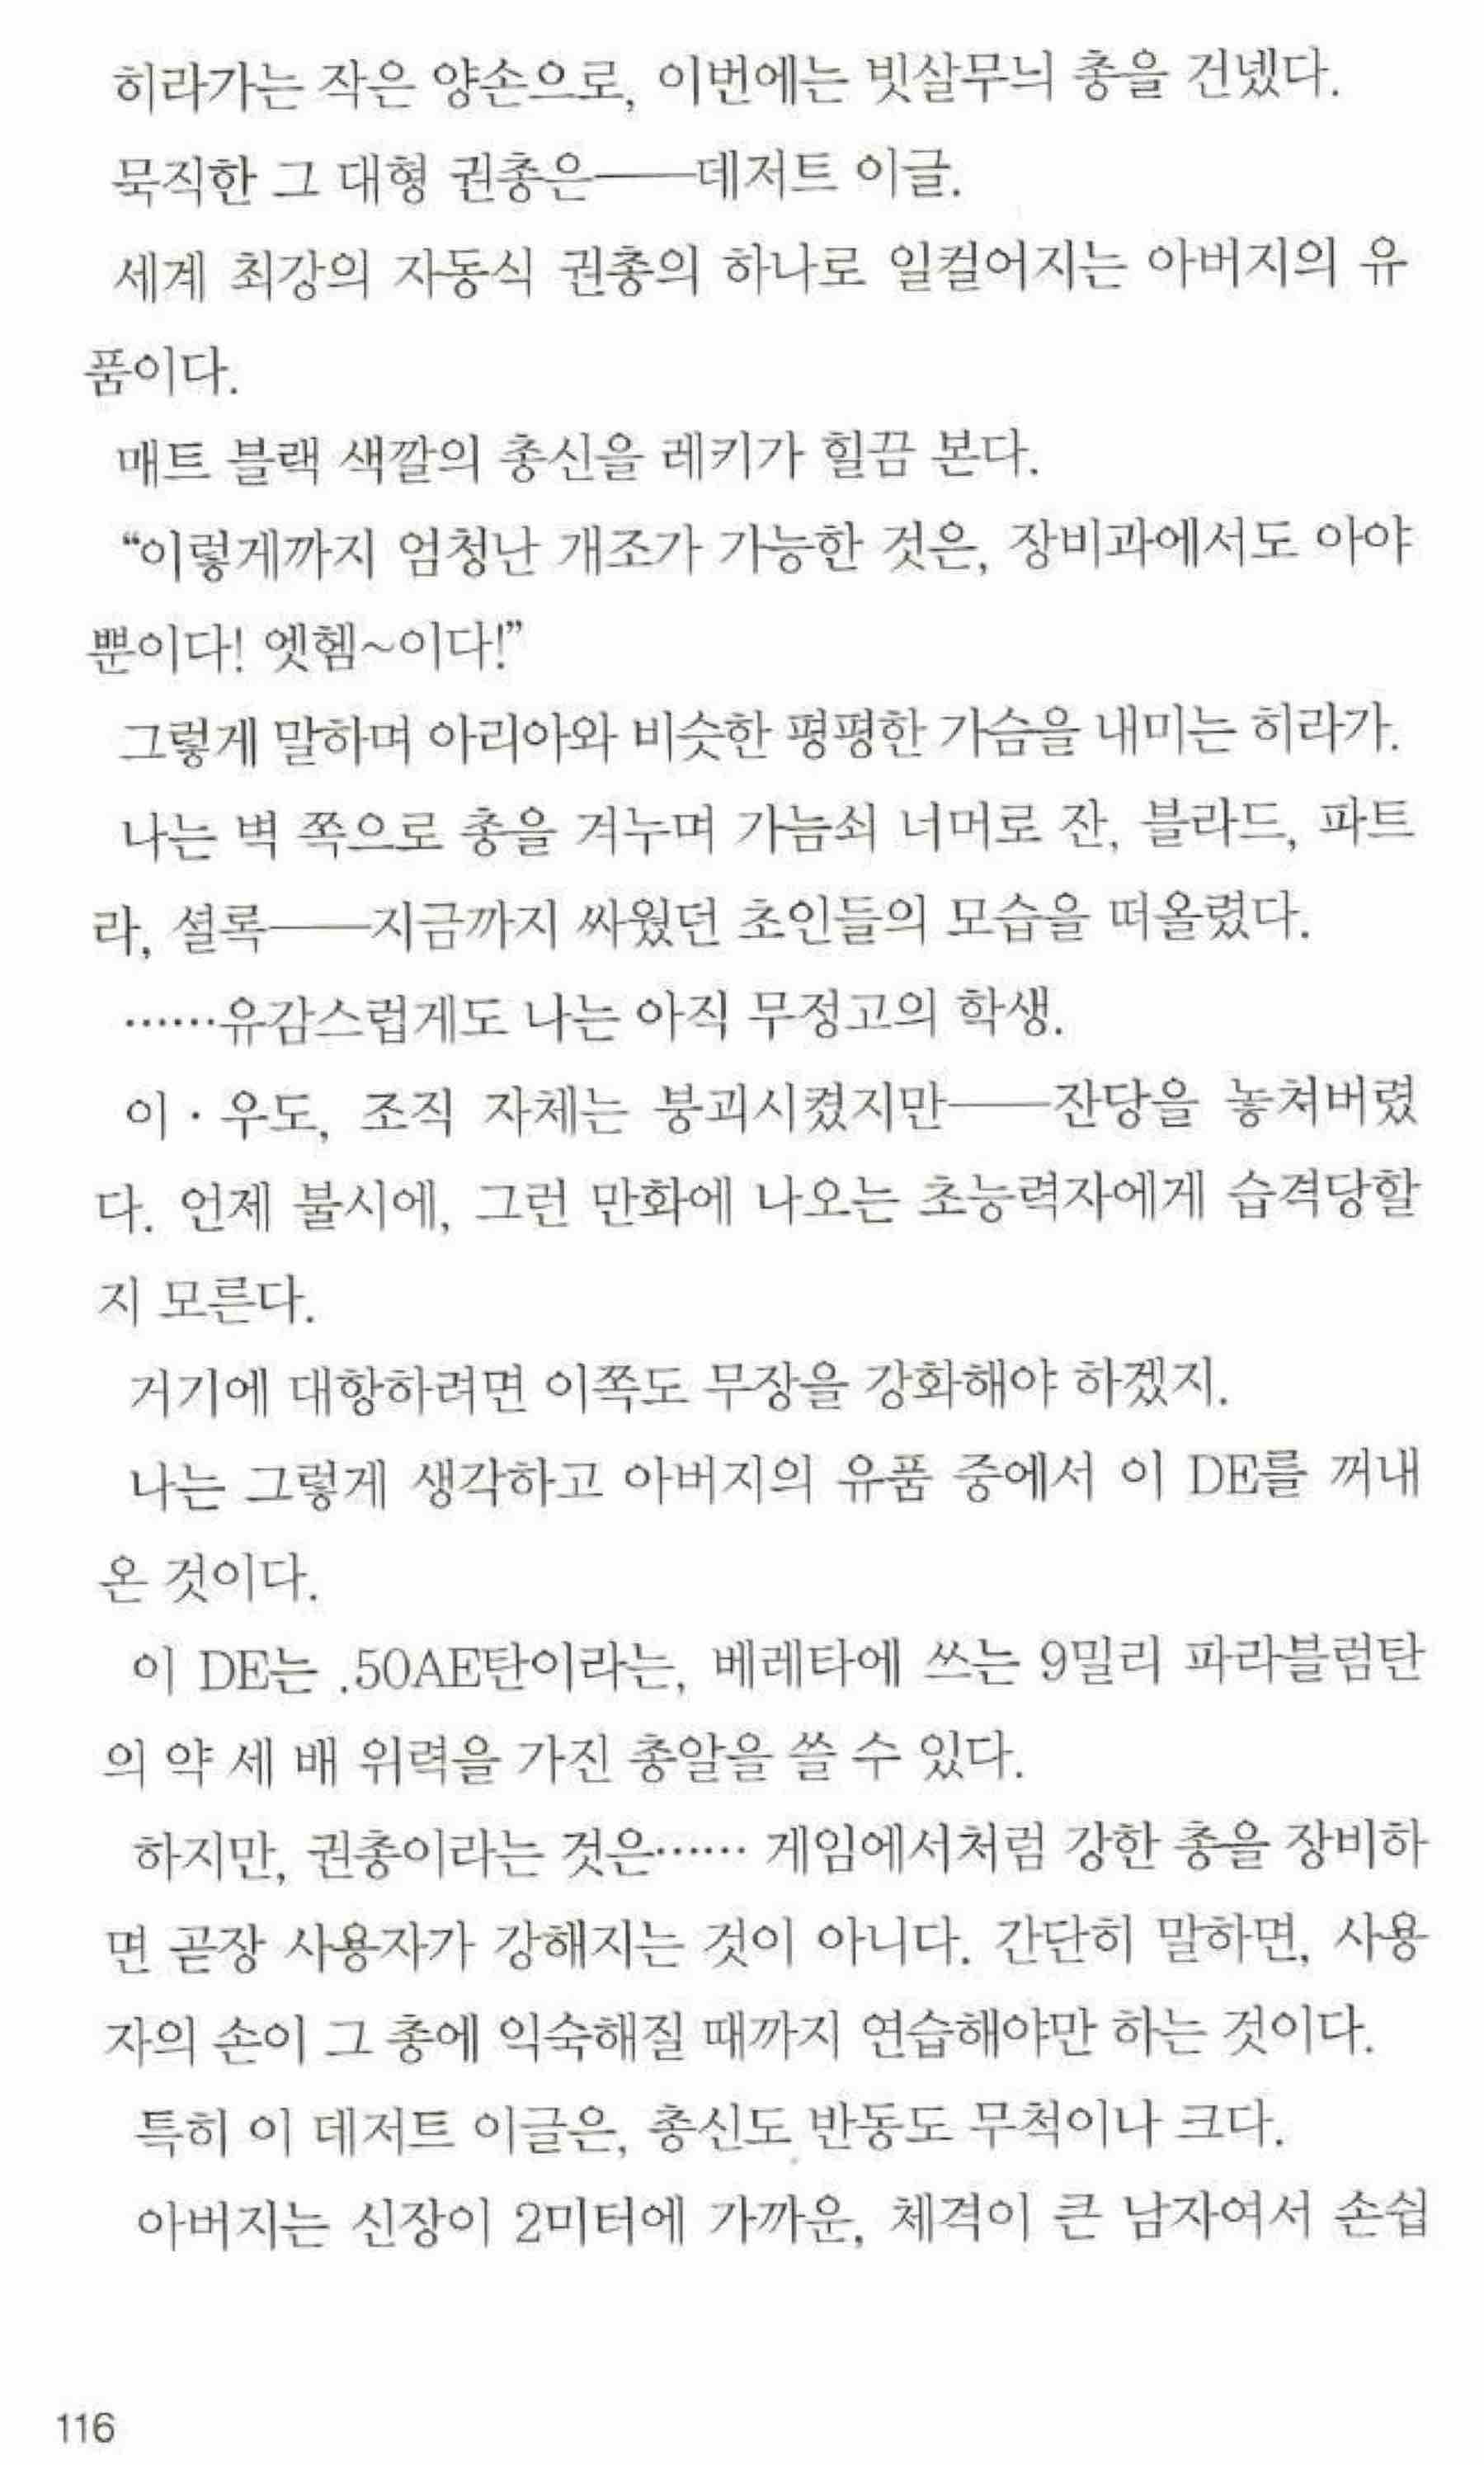 히라가는 작은 양손으로, 이번에는 빗살무늬 총을 건넸다.
묵직한 그 대형 권총은――데저트 이글.
세계 최강의 자동식 권총의 하나로 일컬어지는 아버지의 유
품이다.
매트 블랙 색깔의 총신을 레키가 힐끔 본다.
“이렇게까지 엄청난 개조가 가능한 것은, 장비과에서도 아야
뿐이다! 엣헴~이다!”
그렇게 말하며 아리아와 비슷한 평평한 가슴을 내미는 히라가.
나는 벽 쪽으로 총을 겨누며 가늠쇠 너머로 잔, 블라드, 파트
라, 셜록――지금까지 싸웠던 초인들의 모습을 떠올렸다.
……유감스럽게도 나는 아직 무정고의 학생.
이·우도, 조직 자체는 붕괴시켰지만――잔당을 놓쳐버렸
다. 언제 불시에, 그런 만화에 나오는 초능력자에게 습격당할
지 모른다.
거기에 대항하려면 이쪽도 무장을 강화해야 하겠지.
나는 그렇게 생각하고 아버지의 유품 중에서 이 DE를 꺼내
온 것이다.
이 DE는 .50AE탄이라는, 베레타에 쓰는 9밀리 파라블럼탄
의 약 세 배 위력을 가진 총알을 쓸 수 있다.
하지만, 권총이라는 것은…… 게임에서처럼 강한 총을 장비하
면 곧장 사용자가 강해지는 것이 아니다. 간단히 말하면, 사용
자의 손이 그 총에 익숙해질 때까지 연습해야만 하는 것이다.
특히 이 데저트 이글은, 총신도 반동도 무척이나 크다.
아버지는 신장이 2미터에 가까운, 체격이 큰 남자여서 손쉽
116